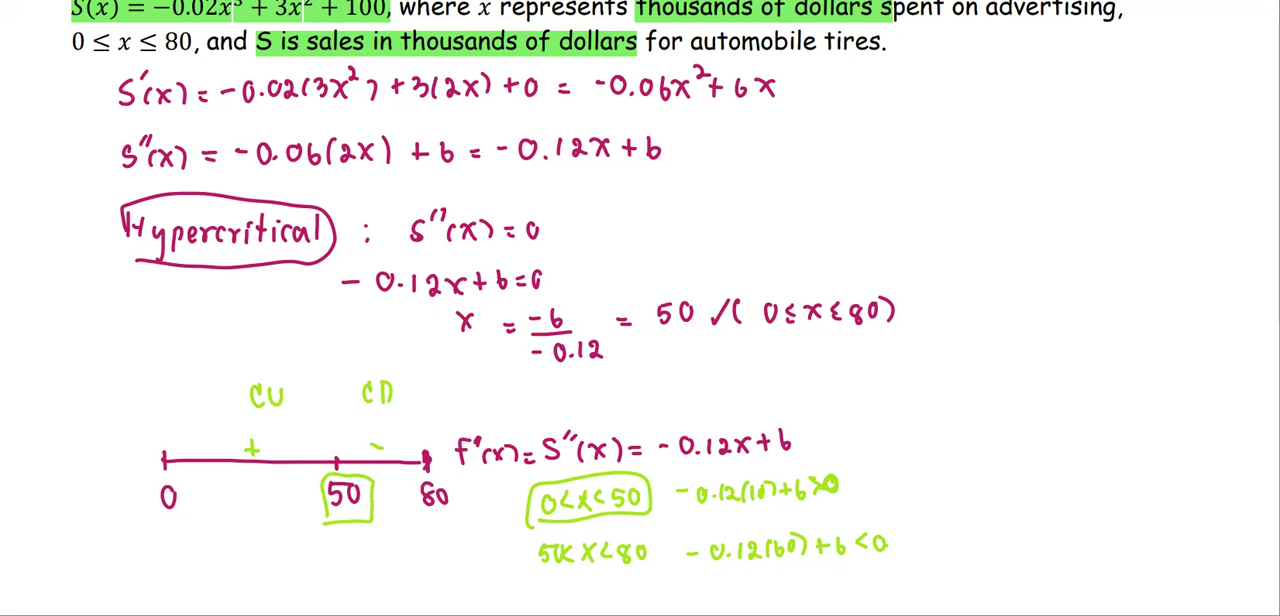 S(x) = −0.02x³ + 3x² + 100, where x represents thousands of dollars spent on advertising,
0 ≤ x ≤ 80, and S is sales in thousands of dollars for automobile tires.
S'(x) = -0.02(3x²) + 3(2x) + 0 = -0.06x² + 6x
S''(x) = -0.06(2x) + 6 = -0.12x + 6
Hypercritical : S''(x) = 0
- 0.12x + 6 = 0
x = -6 / -0.12 = 50 ✓ ( 0 ≤ x ≤ 80)
CU CD
+ - f''(x) = S''(x) = -0.12x + 6
0 50 80 0<x<50 -0.12(10)+6>0
50<x<80 -0.12(60)+6<0